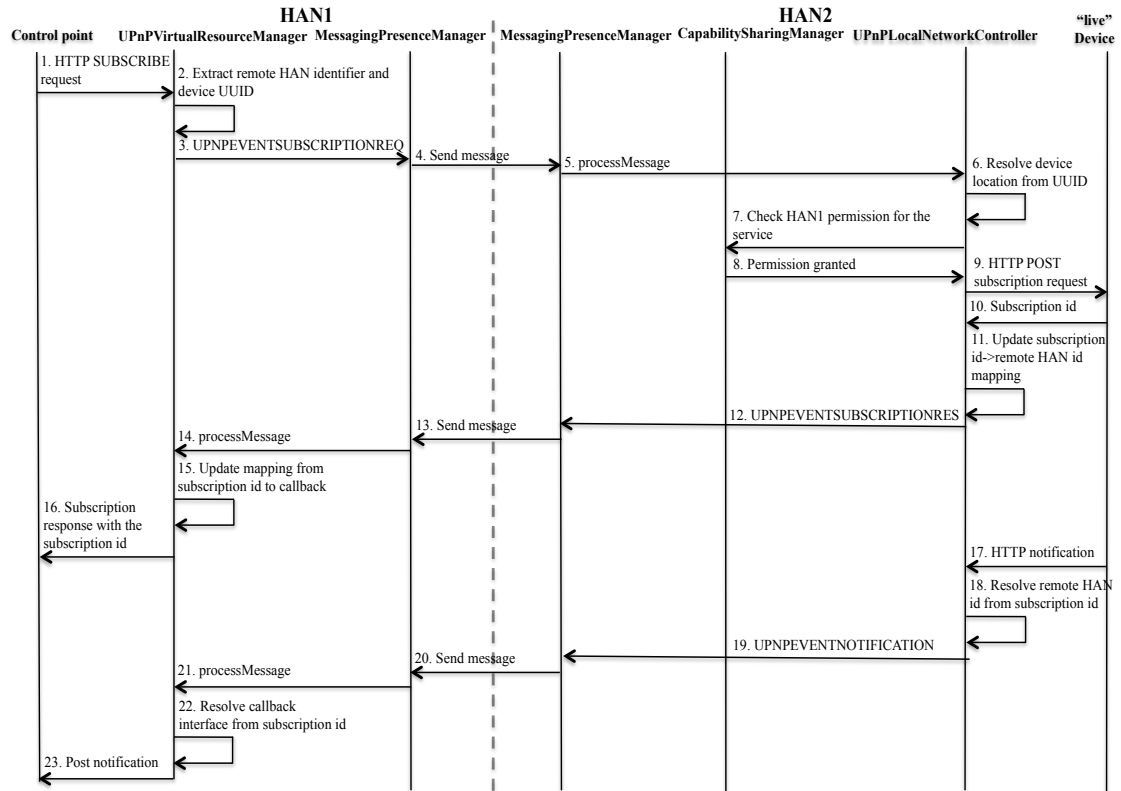 HAN1
HAN2
"live"
Control point
UPnPVirtualResourceManager
MessagingPresenceManager
MessagingPresenceManager
CapabilitySharingManager
UPnPLocalNetworkController
Device
1. HTTP SUBSCRIBE
request
2. Extract remote HAN identifier and
device UUID
3. UPNPEVENTSUBSCRIPTIONREQ
4. Send message
5. processMessage
6. Resolve device
location from UUID
7. Check HAN1 permission for the
service
8. Permission granted
9. HTTP POST
subscription request
10. Subscription id
11. Update subscription
id->remote HAN id
mapping
12. UPNPEVENTSUBSCRIPTIONRES
13. Send message
14. processMessage
15. Update mapping from
subscription id to callback
16. Subscription
response with the
subscription id
17. HTTP notification
18. Resolve remote HAN
id from subscription id
19. UPNPEVENTNOTIFICATION
20. Send message
21. processMessage
22. Resolve callback
interface from subscription id
23. Post notification